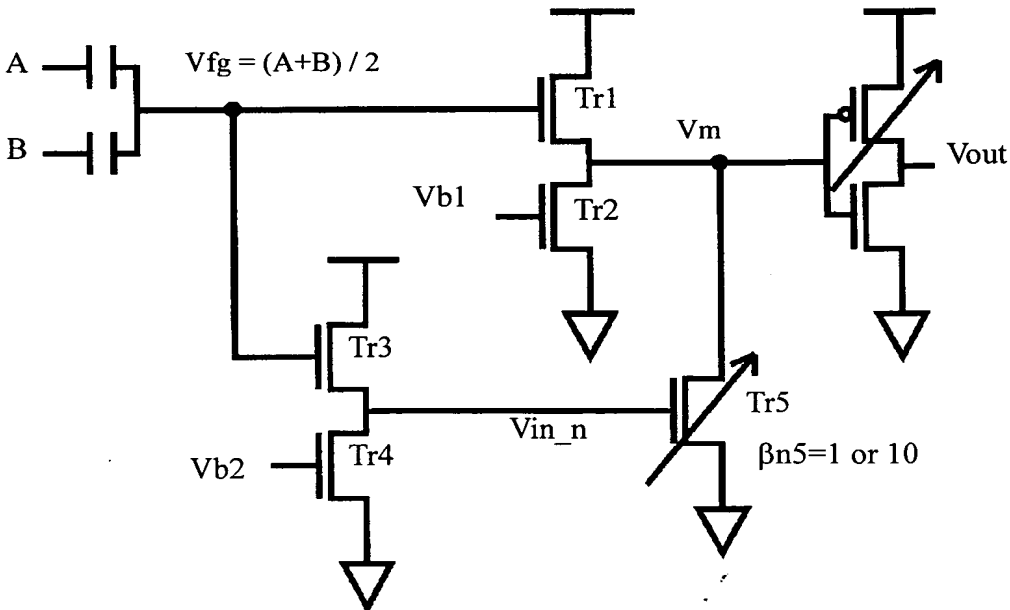 A
Vfg = (A+B) / 2
B
Tr1
Vm
Vout
Vb1
Tr2
Tr3
Vin_n
Tr5
Vb2
Tr4
βn5=1 or 10